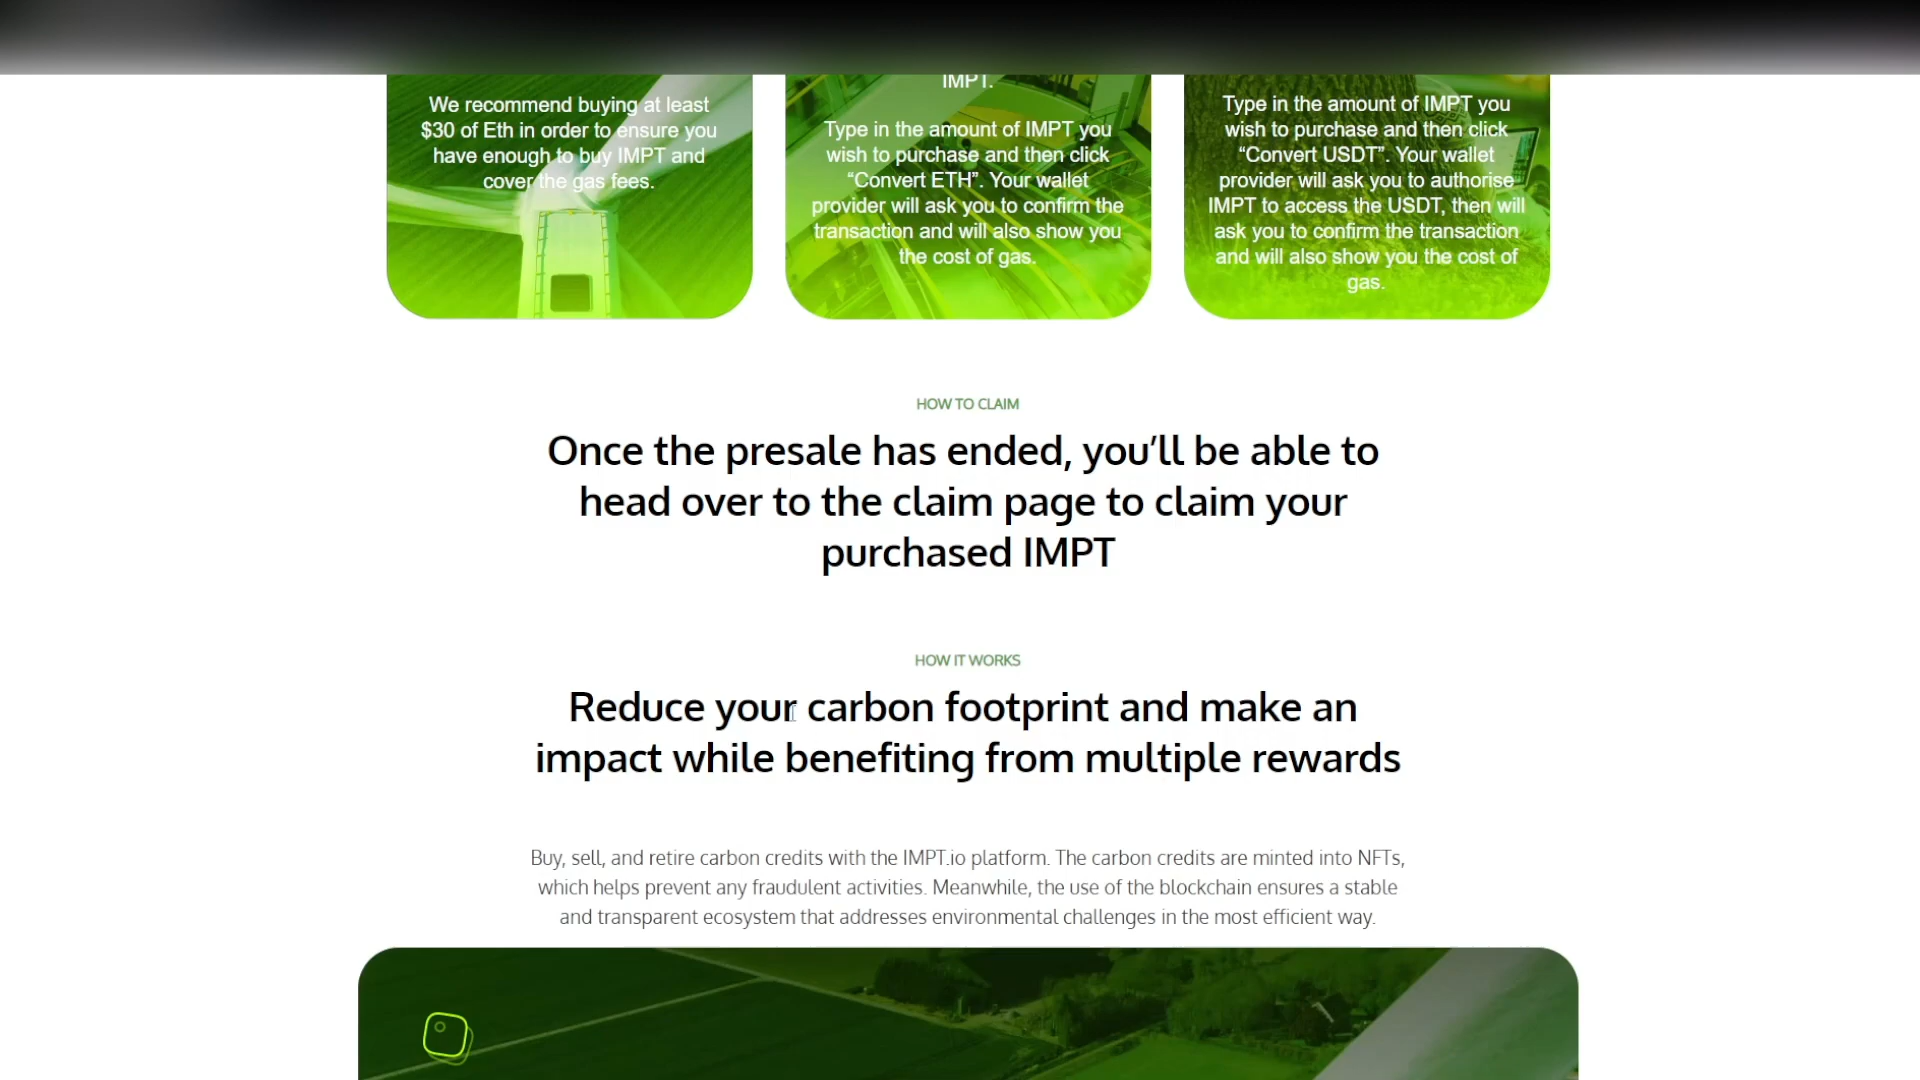 We recommend buying at least
$30 of Eth in order to ensure you
have enough to buy IMPT and
cover the gas fees.
IMPT.
Type in the amount of IMPT you
wish to purchase and then click
“Convert ETH”. Your wallet
provider will ask you to confirm the
transaction and will also show you
the cost of gas.
Type in the amount of IMPT you
wish to purchase and then click
“Convert USDT”. Your wallet
provider will ask you to authorise
IMPT to access the USDT, then will
ask you to confirm the transaction
and will also show you the cost of
gas.
HOW TO CLAIM
Once the presale has ended, you’ll be able to
head over to the claim page to claim your
purchased IMPT
HOW IT WORKS
Reduce your carbon footprint and make an
impact while benefiting from multiple rewards
Buy, sell, and retire carbon credits with the IMPT.io platform. The carbon credits are minted into NFTs,
which helps prevent any fraudulent activities. Meanwhile, the use of the blockchain ensures a stable
and transparent ecosystem that addresses environmental challenges in the most efficient way.